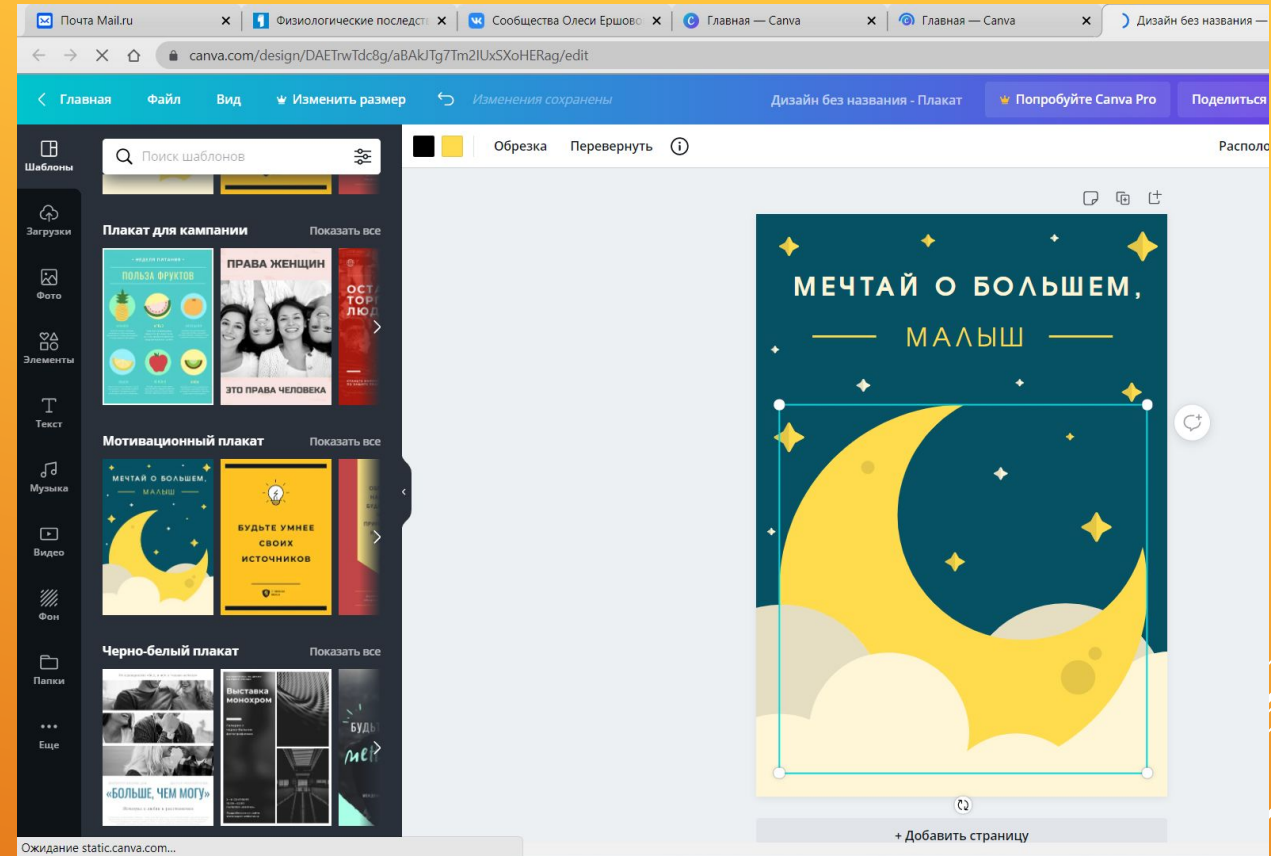 Почта Mail.ru
Физиологические последст
Сообщества Олеси Ершово
Главная — Canva
Главная — Canva
Дизайн без названия —
canva.com/design/DAETrwTdc8g/aBAkJTg7Tm2IUxSXoHERag/edit
Главная Файл Вид Изменить размер Изменения сохранены Дизайн без названия - Плакат Попробуйте Canva Pro Поделиться
Шаблоны
Загрузки
Фото
Элементы
Текст
Музыка
Видео
Фон
Папки
Еще
Поиск шаблонов
Обрезка Перевернуть Располо
Плакат для кампании Показать все
ПОЛЬЗА ФРУКТОВ
ПРАВА ЖЕНЩИН
ЭТО ПРАВА ЧЕЛОВЕКА
ОСТА
ТОРГ
ЛЮД
Мотивационный плакат Показать все
МЕЧТАЙ О БОЛЬШЕМ,
МАЛЫШ
БУДЬТЕ УМНЕЕ
СВОИХ
ИСТОЧНИКОВ
Черно-белый плакат Показать все
«БОЛЬШЕ, ЧЕМ МОГУ»
Выставка
монохром
БУДЬ
МЕЧТАЙ О БОЛЬШЕМ,
МАЛЫШ
+ Добавить страницу
Ожидание static.canva.com...